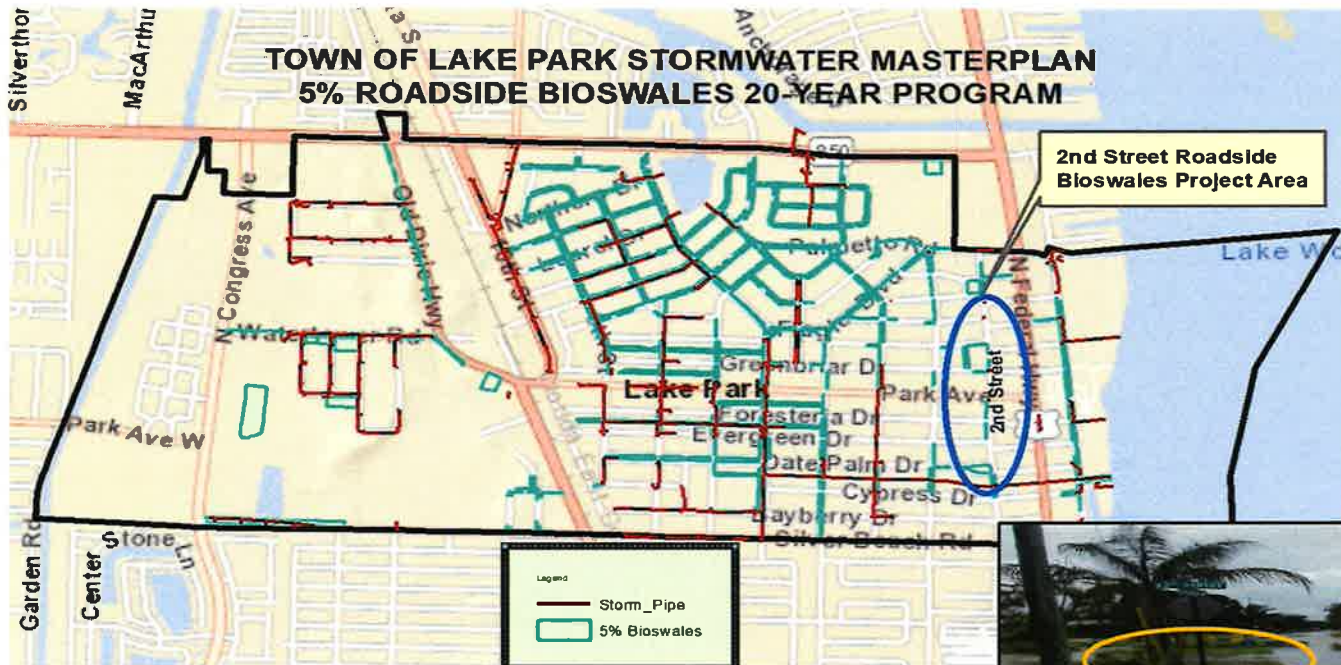 TOWN OF LAKE PARK STORMWATER MASTERPLAN
5% ROADSIDE BIOSWALES 20-YEAR PROGRAM
Silverthor
MacArthu
2nd Street Roadside
Bioswales Project Area
Old Dixie Hwy
N Congress Ave
Palmetto Rd
Lake Wo
N Federal Hwy
Greenbriar Dr
Lake Park
Park Ave
2nd Street
Park Ave W
Foresteria Dr
Evergreen Dr
Date Palm Dr
Cypress Dr
Bayberry Dr
Silver Beach Rd
Garden Rd
Center S
Stone Ln
Legend
Storm_Pipe
5% Bioswales